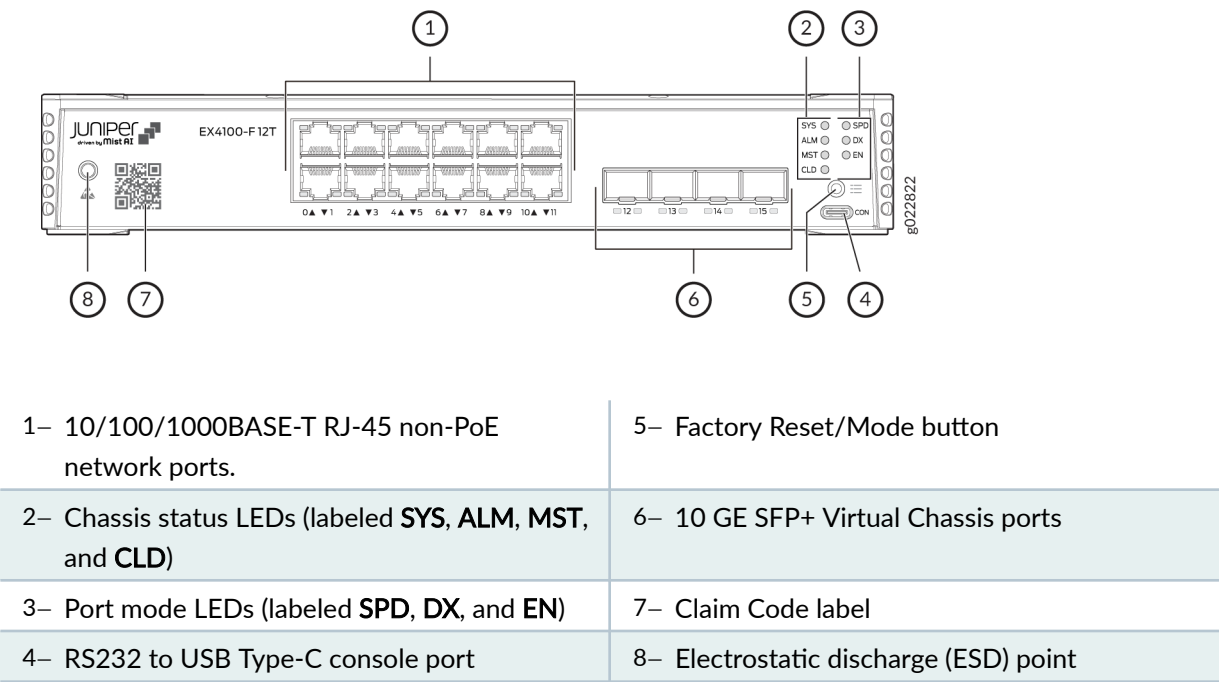 1 2 3
JUNIPer
driven by Mist AI
EX4100-F 12T
SYS SPD
ALM DX
MST EN
CLD
CON
0▲ ▼1 2▲ ▼3 4▲ ▼5 6▲ ▼7 8▲ ▼9 10▲ ▼11
12 13 14 15
g022822
8 7 6 5 4
1– 10/100/1000BASE-T RJ-45 non-PoE
network ports.
5– Factory Reset/Mode button
2– Chassis status LEDs (labeled SYS, ALM, MST,
and CLD)
6– 10 GE SFP+ Virtual Chassis ports
3– Port mode LEDs (labeled SPD, DX, and EN)
7– Claim Code label
4– RS232 to USB Type-C console port
8– Electrostatic discharge (ESD) point